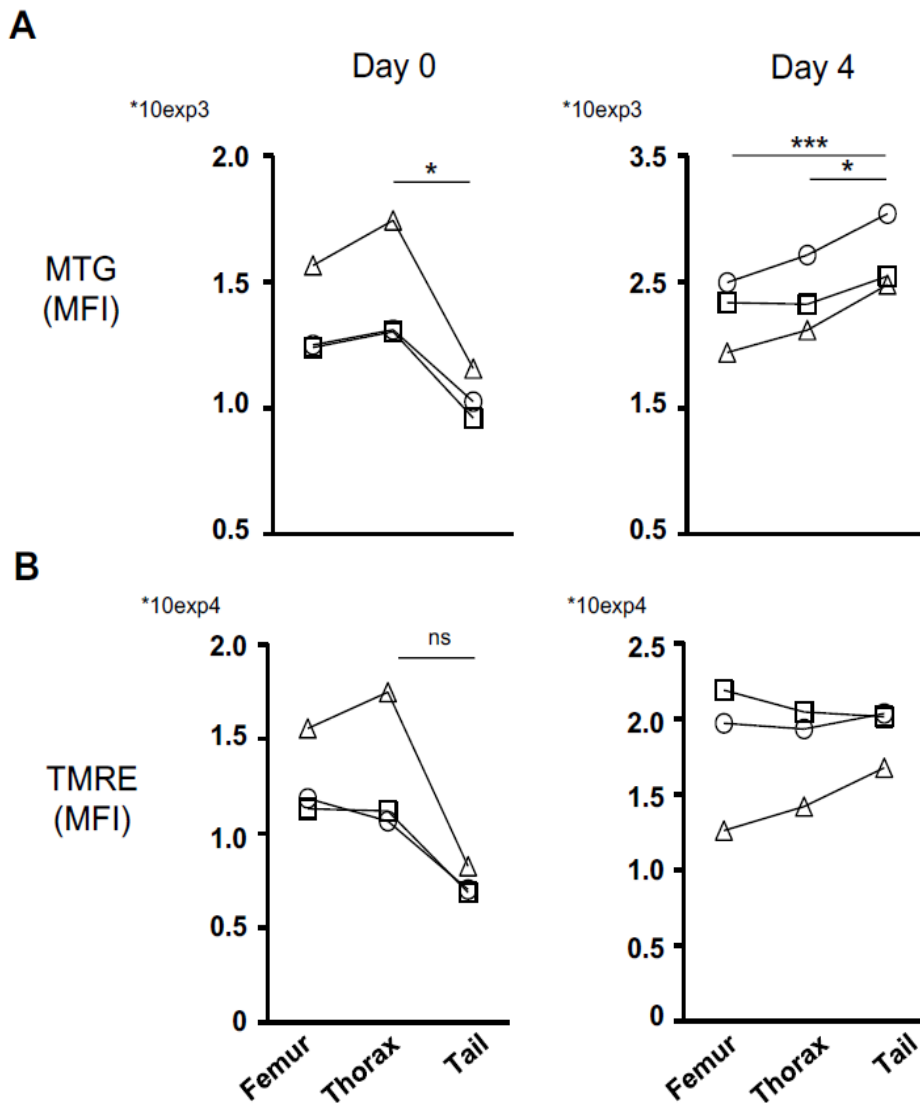 A
Day 0
Day 4
*10exp3
*10exp3
MTG
(MFI)
2.0
1.5
1.0
0.5
*
3.5
2.5
1.5
0.5
***
*
B
*10exp4
*10exp4
TMRE
(MFI)
2.0
1.5
1.0
0.5
0
ns
2.5
2.0
1.5
1.0
0.5
0
Femur
Thorax
Tail
Femur
Thorax
Tail